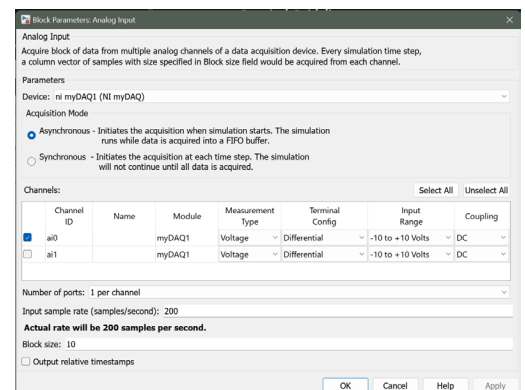 Block Parameters: Analog Input
Analog Input
Acquire block of data from multiple analog channels of a data acquisition device. Every simulation time step,
a column vector of samples with size specified in Block size field would be acquired from each channel.
Parameters
Device: ni myDAQ1 (NI myDAQ)
Acquisition Mode
Asynchronous - Initiates the acquisition when simulation starts. The simulation
runs while data is acquired into a FIFO buffer.
Synchronous - Initiates the acquisition at each time step. The simulation
will not continue until all data is acquired.
Channels: Select All Unselect All
Channel ID Name Module Measurement Type Terminal Config Input Range Coupling
ai0 myDAQ1 Voltage Differential -10 to +10 Volts DC
ai1 myDAQ1 Voltage Differential -10 to +10 Volts DC
Number of ports: 1 per channel
Input sample rate (samples/second): 200
Actual rate will be 200 samples per second.
Block size: 10
Output relative timestamps
OK Cancel Help Apply